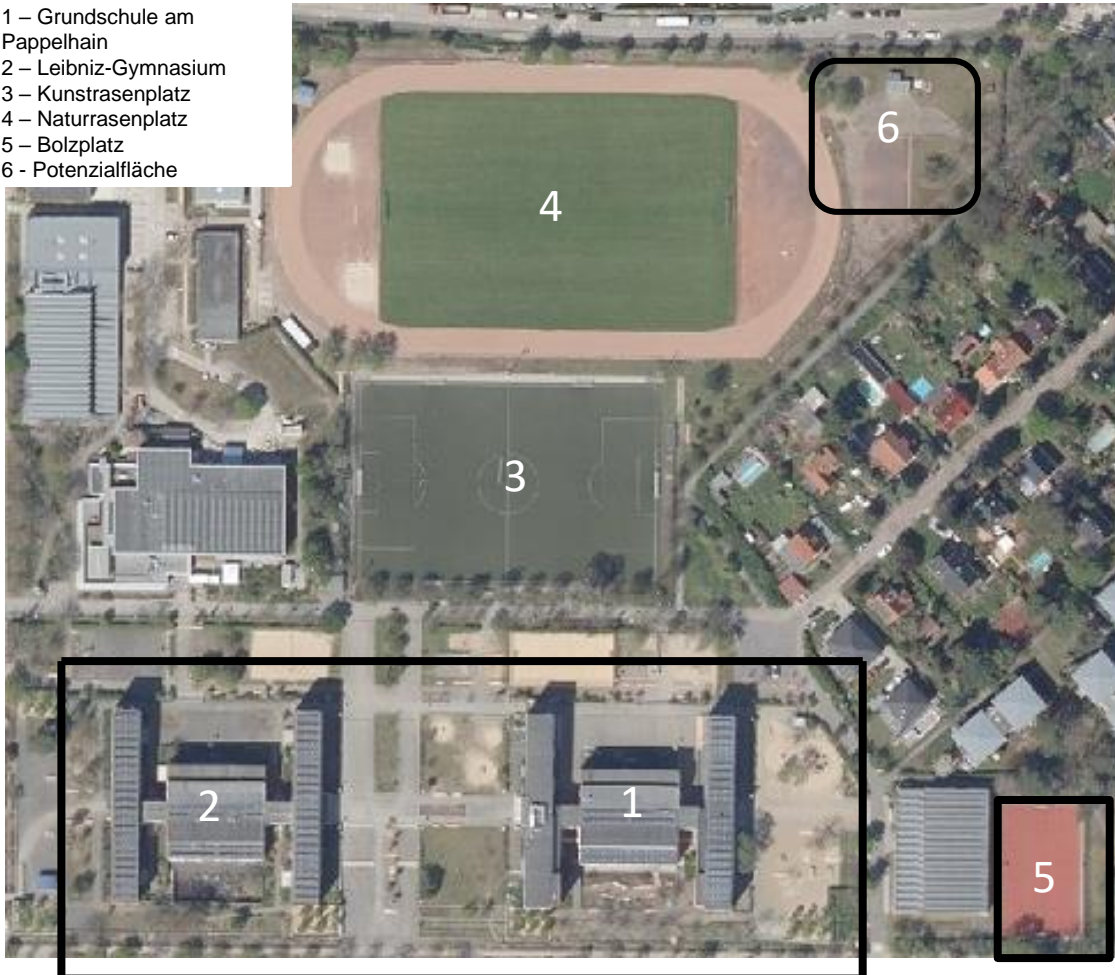 1 – Grundschule am
Pappelhain
2 – Leibniz-Gymnasium
3 – Kunstrasenplatz
4 – Naturrasenplatz
5 – Bolzplatz
6 - Potenzialfläche
6
4
3
2
1
5